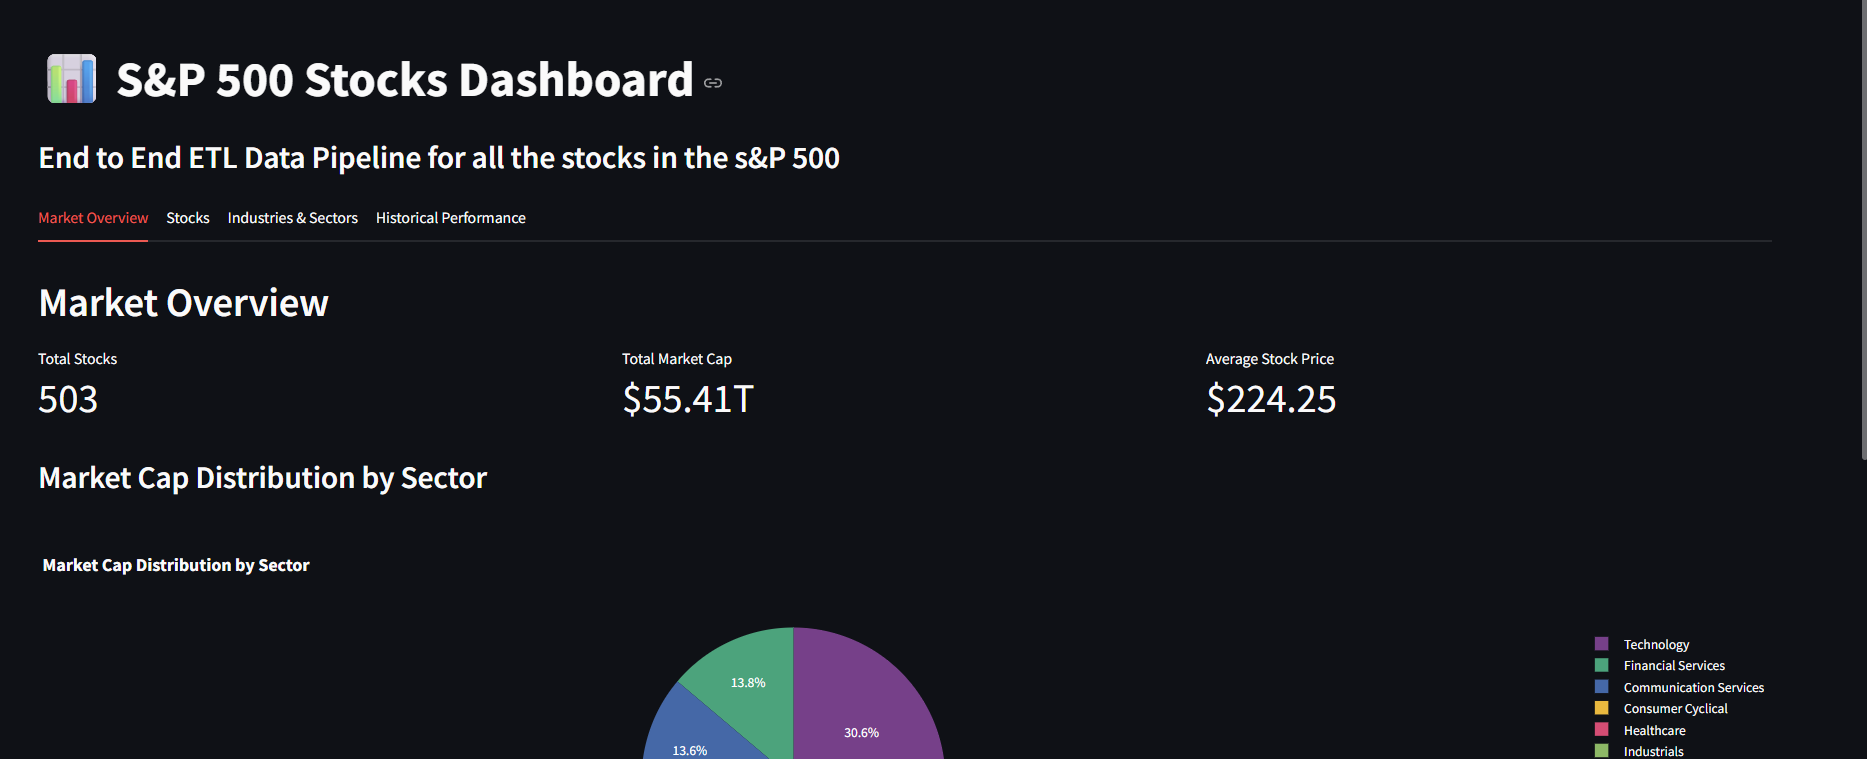 S&P 500 Stocks Dashboard
End to End ETL Data Pipeline for all the stocks in the s&P 500
Market Overview Stocks Industries & Sectors Historical Performance
Market Overview
Total Stocks Total Market Cap Average Stock Price
503 $55.41T $224.25
Market Cap Distribution by Sector
Market Cap Distribution by Sector
13.8%
30.6%
13.6%
Technology
Financial Services
Communication Services
Consumer Cyclical
Healthcare
Industrials